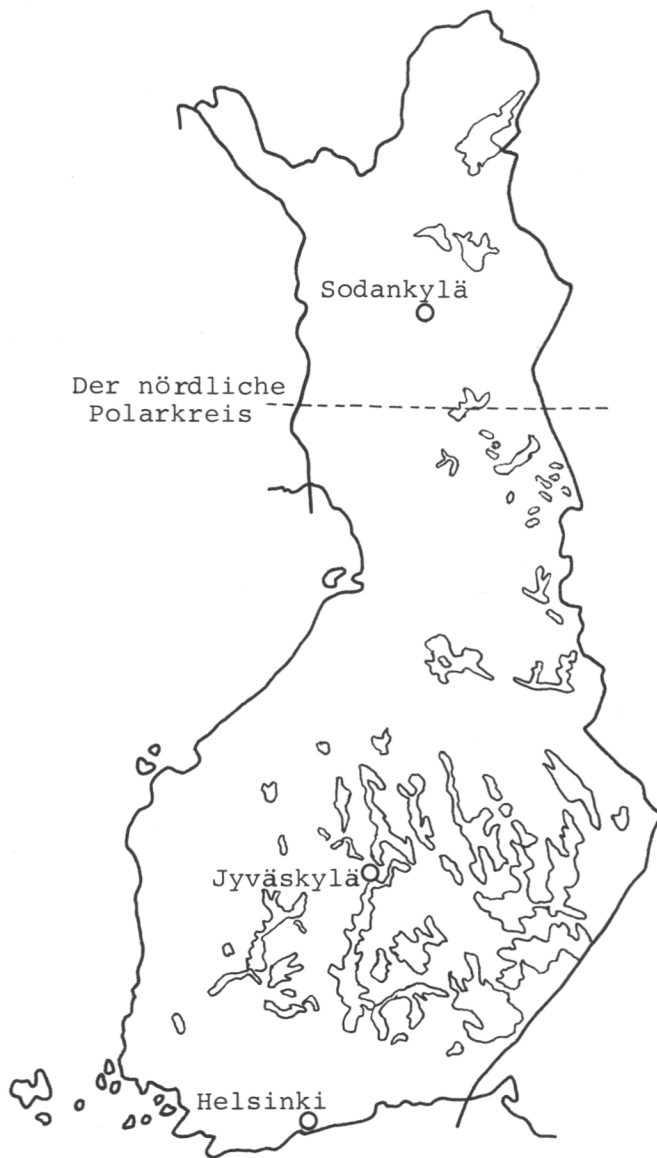 Sodankylä
Der nördliche
Polarkreis
Jyväskylä
Helsinki